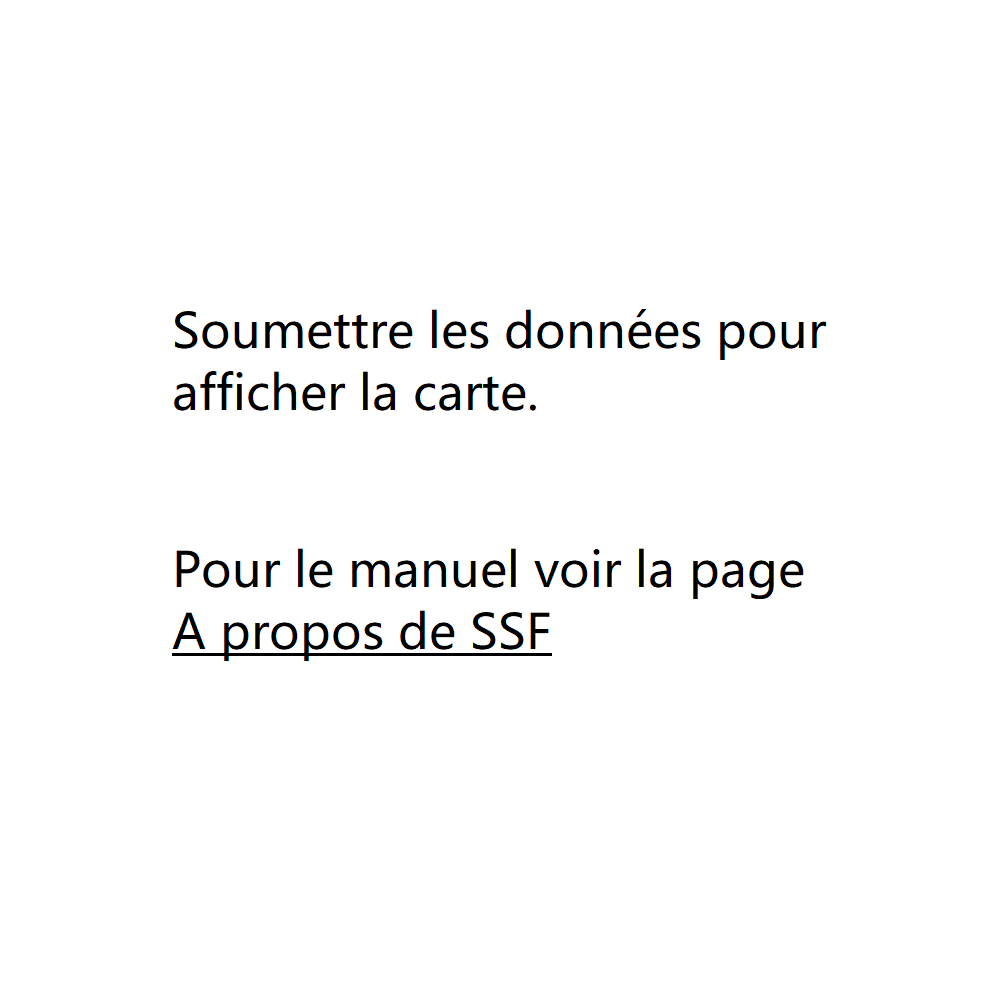 Soumettre les données pour
afficher la carte.
Pour le manuel voir la page
A propos de SSF